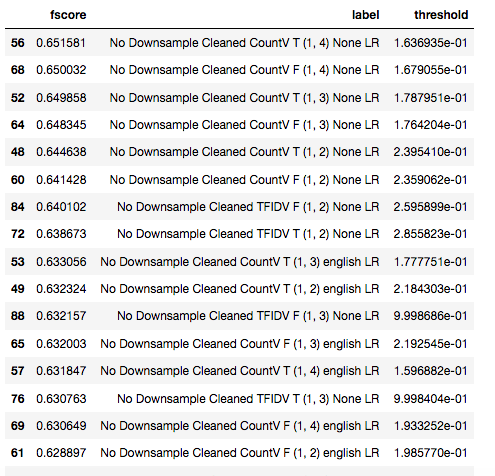 fscore label threshold
56 0.651581 No Downsample Cleaned CountV T (1, 4) None LR 1.636935e-01
68 0.650032 No Downsample Cleaned CountV F (1, 4) None LR 1.679055e-01
52 0.649858 No Downsample Cleaned CountV T (1, 3) None LR 1.787951e-01
64 0.648345 No Downsample Cleaned CountV F (1, 3) None LR 1.764204e-01
48 0.644638 No Downsample Cleaned CountV T (1, 2) None LR 2.395410e-01
60 0.641428 No Downsample Cleaned CountV F (1, 2) None LR 2.359062e-01
84 0.640102 No Downsample Cleaned TFIDV F (1, 2) None LR 2.595899e-01
72 0.638673 No Downsample Cleaned TFIDV T (1, 2) None LR 2.855823e-01
53 0.633056 No Downsample Cleaned CountV T (1, 3) english LR 1.777751e-01
49 0.632324 No Downsample Cleaned CountV T (1, 2) english LR 2.184303e-01
88 0.632157 No Downsample Cleaned TFIDV F (1, 3) None LR 9.998686e-01
65 0.632003 No Downsample Cleaned CountV F (1, 3) english LR 2.192545e-01
57 0.631847 No Downsample Cleaned CountV T (1, 4) english LR 1.596882e-01
76 0.630763 No Downsample Cleaned TFIDV T (1, 3) None LR 9.998404e-01
69 0.630649 No Downsample Cleaned CountV F (1, 4) english LR 1.933252e-01
61 0.628897 No Downsample Cleaned CountV F (1, 2) english LR 1.985770e-01